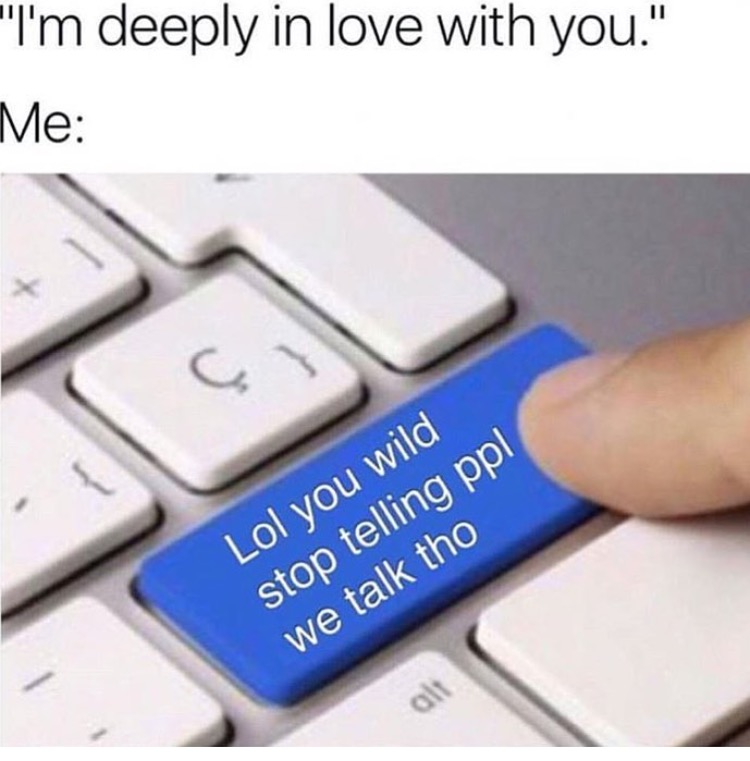 "I'm deeply in love with you."
Me:
+ ]
Ç }
Lol you wild
stop telling ppl
we talk tho
{
alt